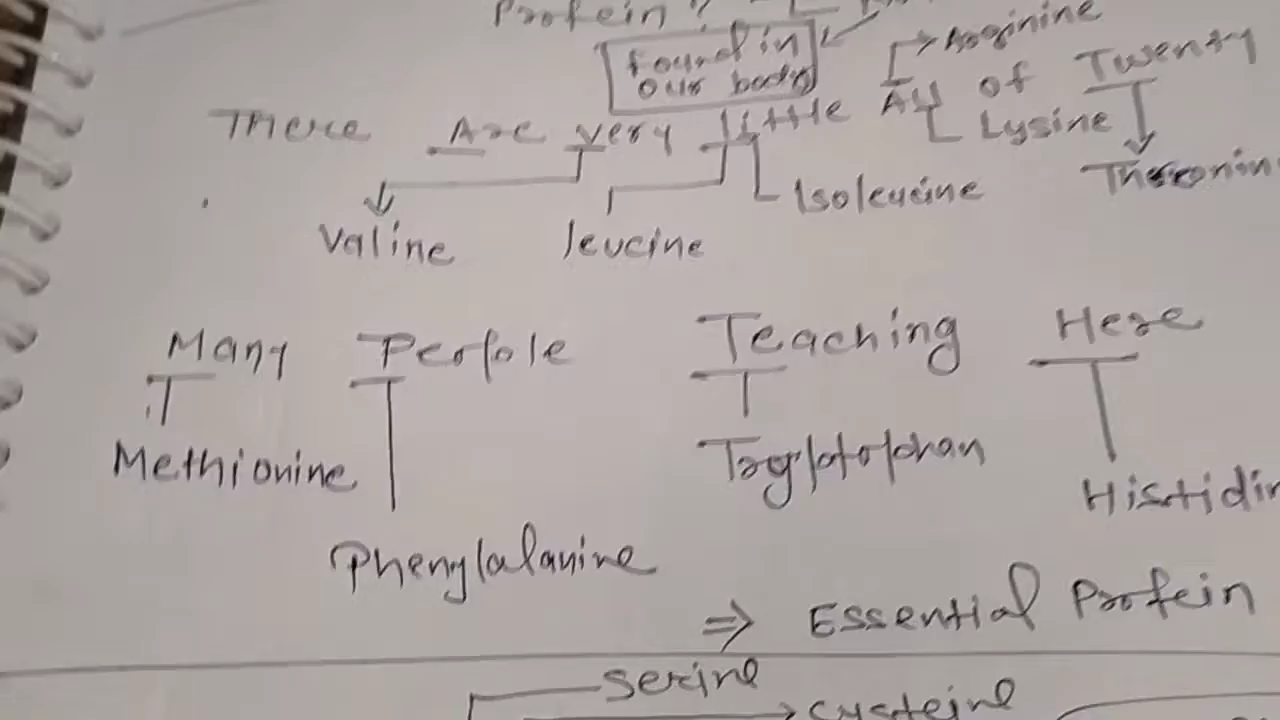 Protein?
found in
our body
Arginine
There Are very little All of Twenty
Lysine
Isoleucine
Valine
leucine
Many People Teaching Here
Methionine
Tryptophan
Phenylalanine
⇒ Essential Protein
Serine
cysteine